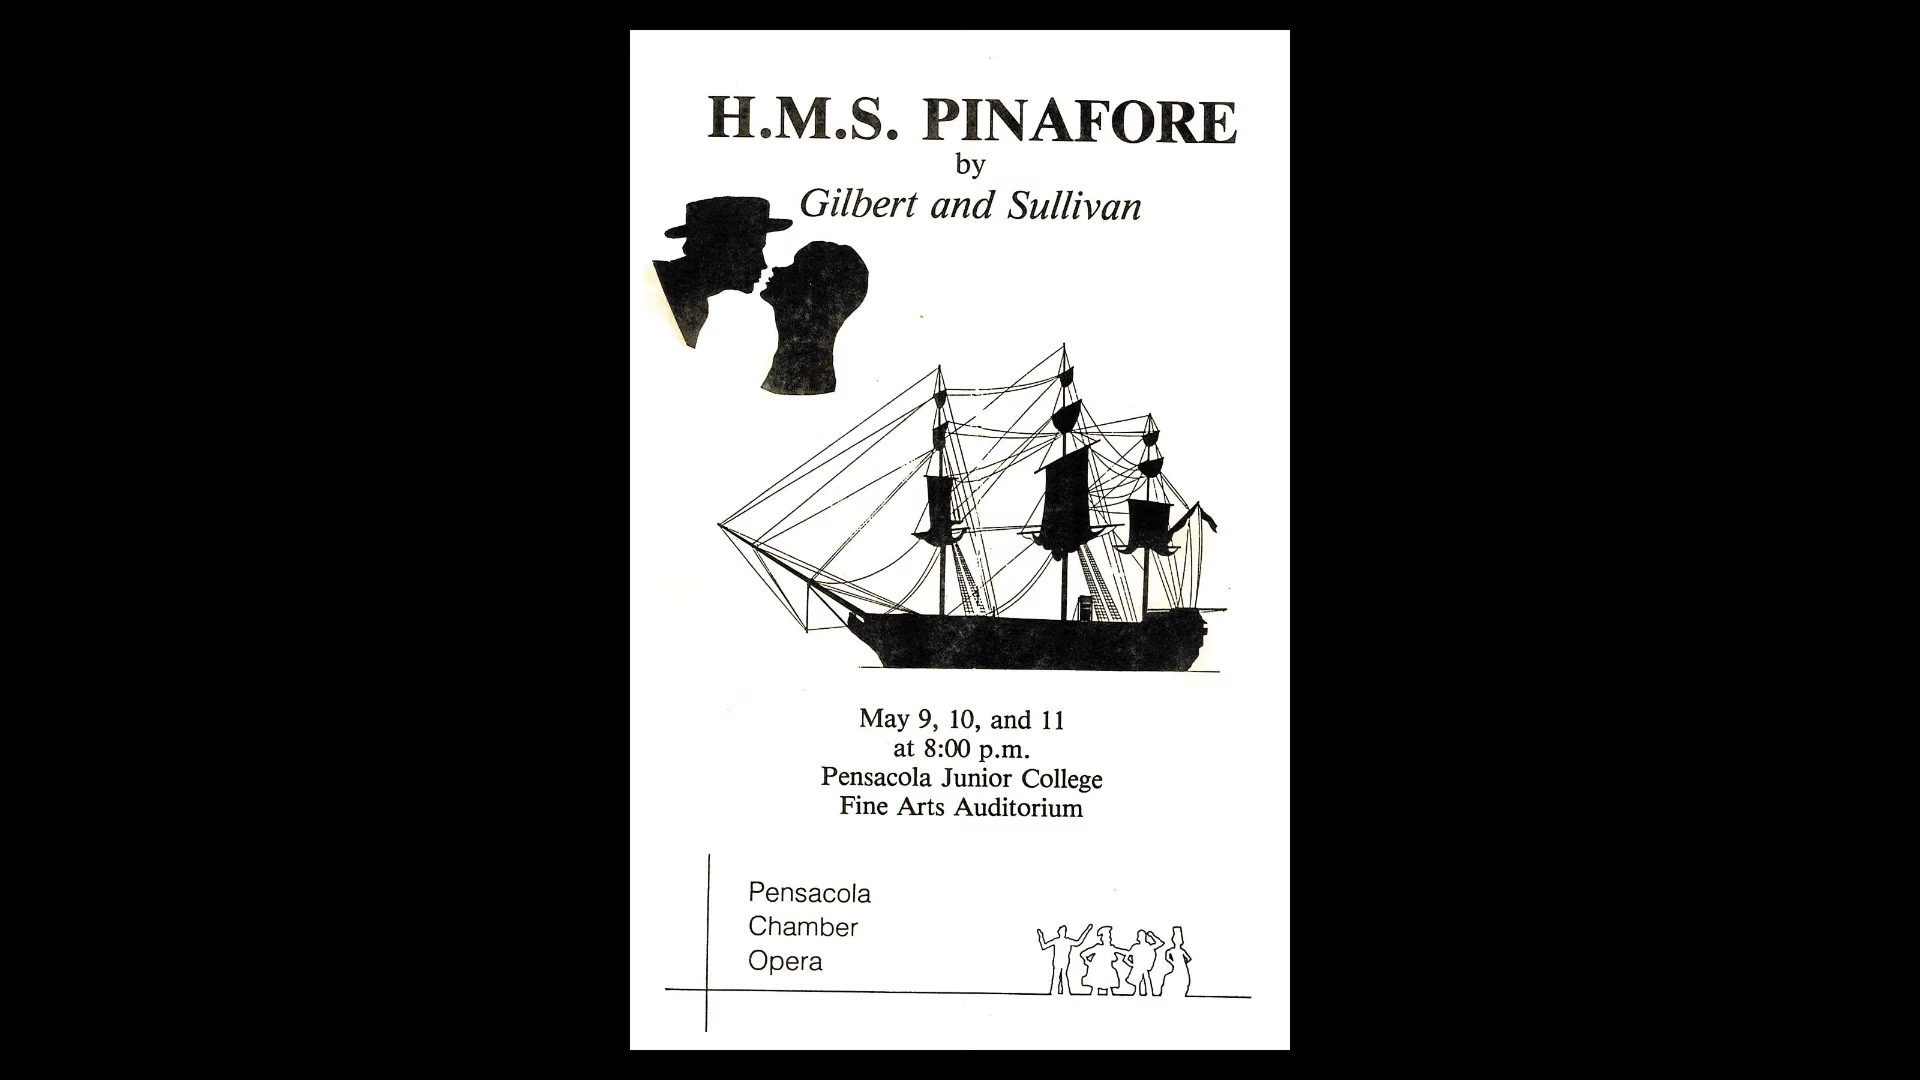 H.M.S. PINAFORE
by
Gilbert and Sullivan
May 9, 10, and 11
at 8:00 p.m.
Pensacola Junior College
Fine Arts Auditorium
Pensacola
Chamber
Opera